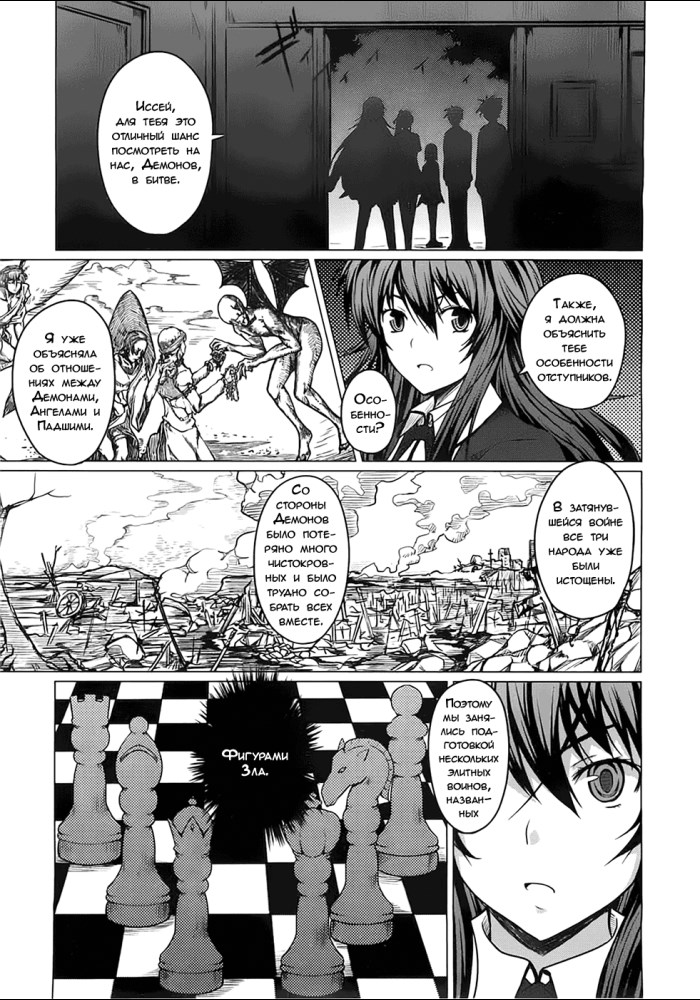 Иссей,
для тебя это
отличный шанс
посмотреть на
нас, Демонов,
в битве.
Также,
я должна
объяснить
тебе
особенности
отступников.
Осо-
бенно-
сти?
Я уже
объясняла
об отноше-
ниях между
Демонами,
Ангелами и
Падшими.
В затянув-
шейся войне
все три
народа уже
были
истощены.
Со
стороны
Демонов
было поте-
ряно много
чистокров-
ных и было
трудно со-
брать всех
вместе.
Поэтому
мы заня-
лись под-
готовкой
нескольких
элитных
воинов,
назван-
ных
Фигурами
Зла.